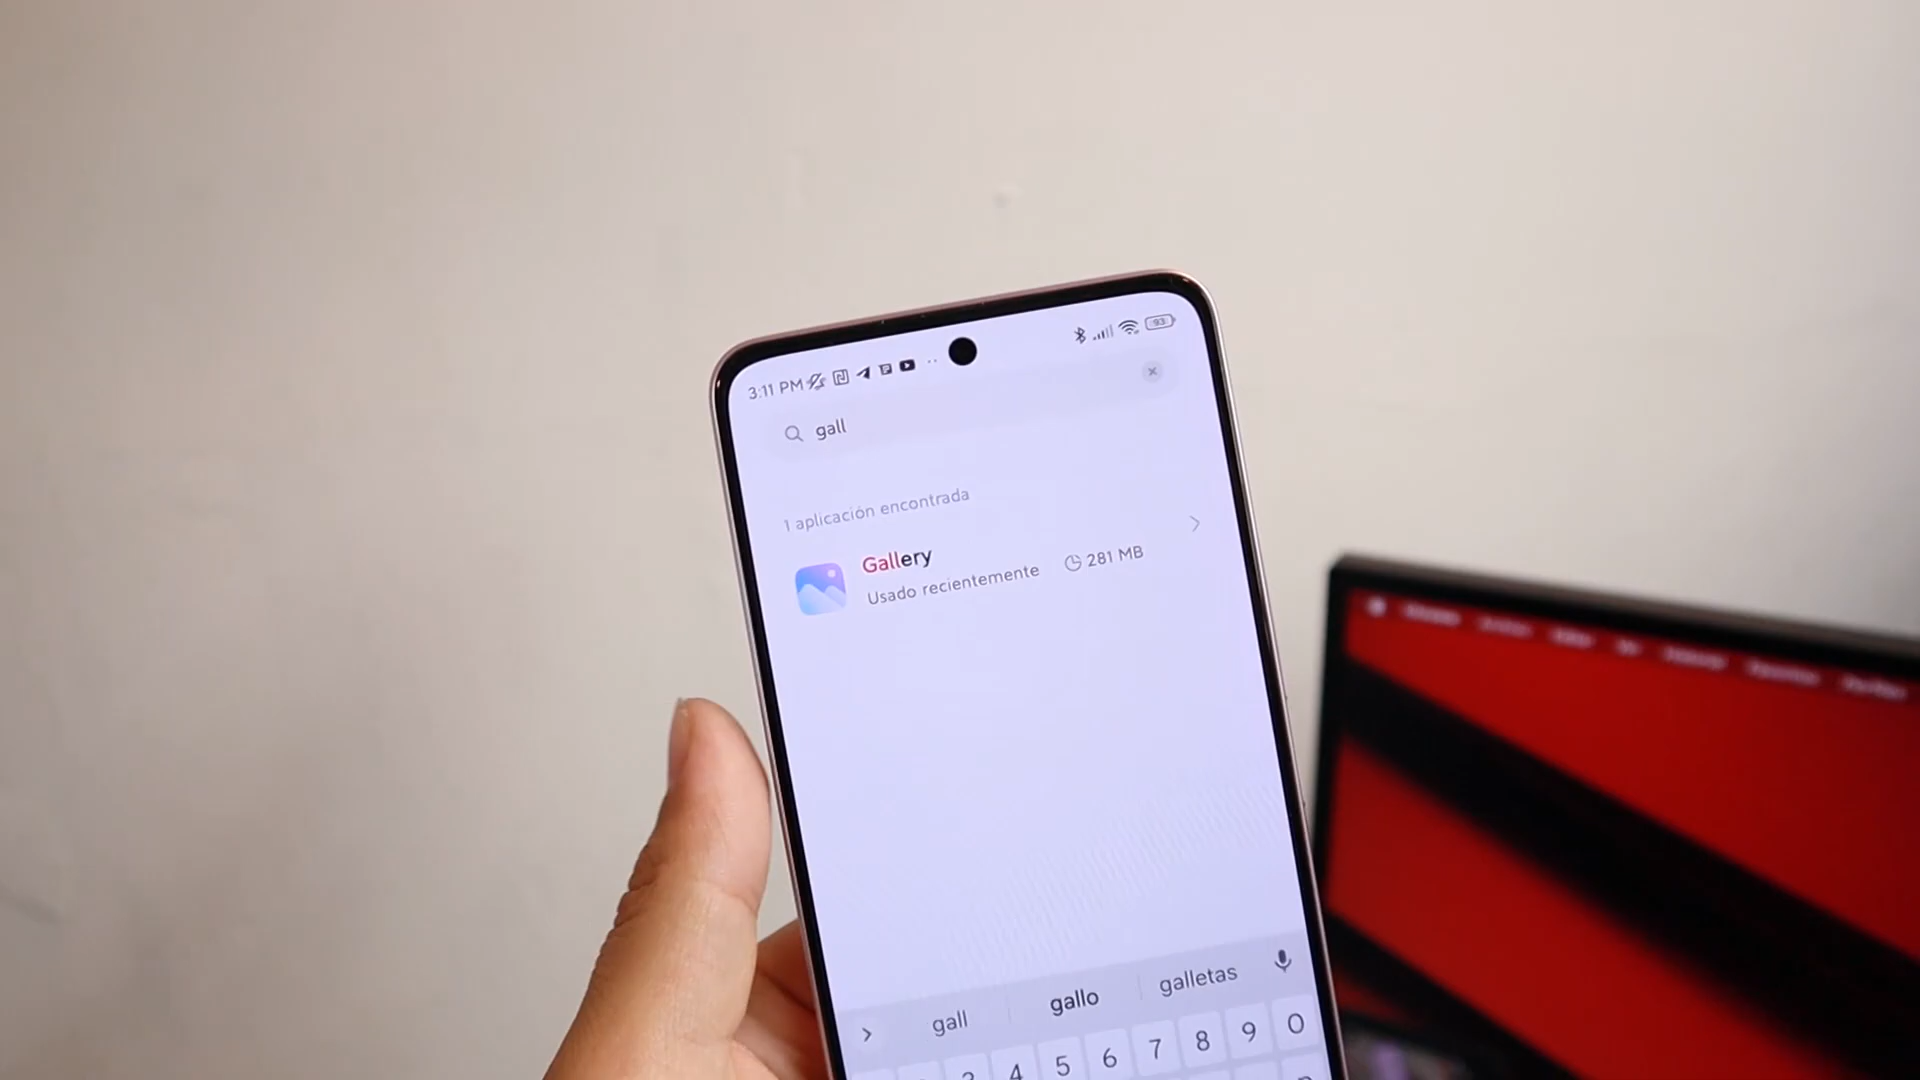 3:11 PM
93
gall
1 aplicación encontrada
Gallery
Usado recientemente 281 MB
gall gallo galletas
4 5 6 7 8 9 0